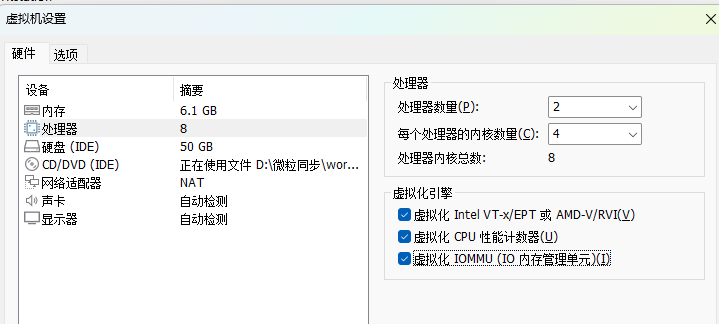 虚拟机设置
硬件 选项
设备 摘要
内存 6.1 GB
处理器 8
硬盘 (IDE) 50 GB
CD/DVD (IDE) 正在使用文件 D:\微粒同步\wor...
网络适配器 NAT
声卡 自动检测
显示器 自动检测
处理器
处理器数量(P): 2
每个处理器的内核数量(C): 4
处理器内核总数: 8
虚拟化引擎
虚拟化 Intel VT-x/EPT 或 AMD-V/RVI(V)
虚拟化 CPU 性能计数器(U)
虚拟化 IOMMU (IO 内存管理单元)(I)